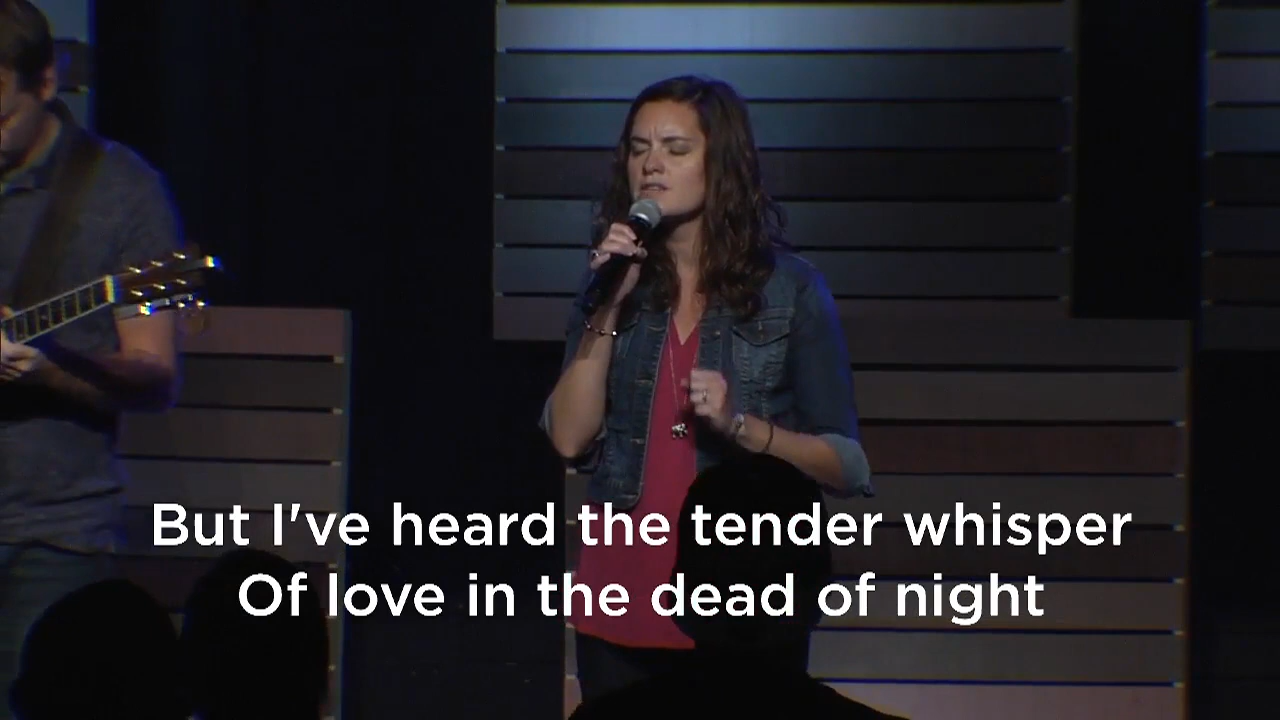 But I've heard the tender whisper
Of love in the dead of night